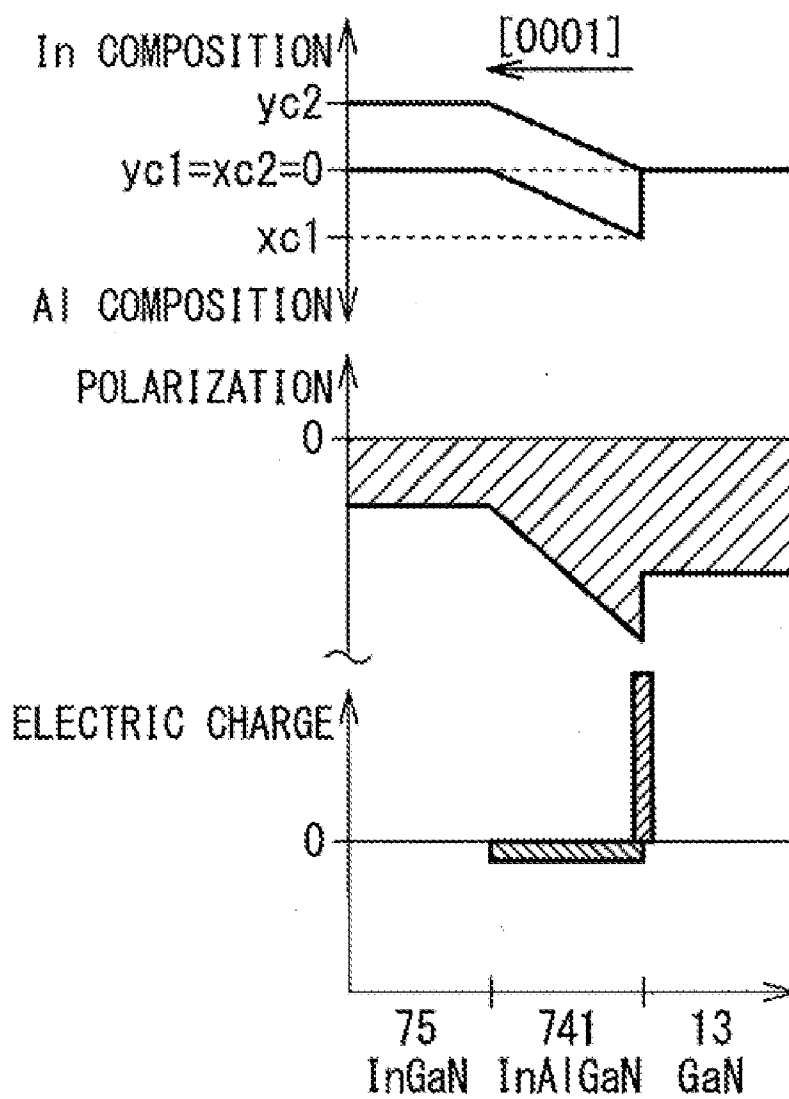 In COMPOSITION
[0001]
yc2
yc1=xc2=0
xc1
Al COMPOSITION
POLARIZATION
0
ELECTRIC CHARGE
0
75 741 13
InGaN InAlGaN GaN